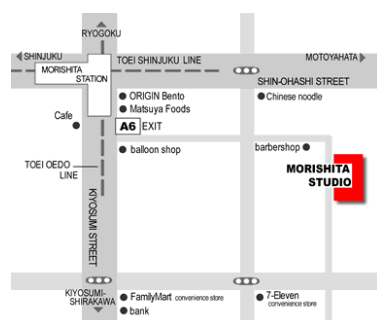 RYOGOKU
SHINJUKU
TOEI SHINJUKU LINE
MOTOYAHATA
MORISHITA
STATION
SHIN-OHASHI STREET
ORIGIN Bento
Chinese noodle
Matsuya Foods
Cafe
A6 EXIT
balloon shop
barbershop
TOEI OEDO
LINE
MORISHITA
STUDIO
KIYOSUMI STREET
KIYOSUMI-
SHIRAKAWA
FamilyMart convenience store
bank
7-Eleven
convenience store